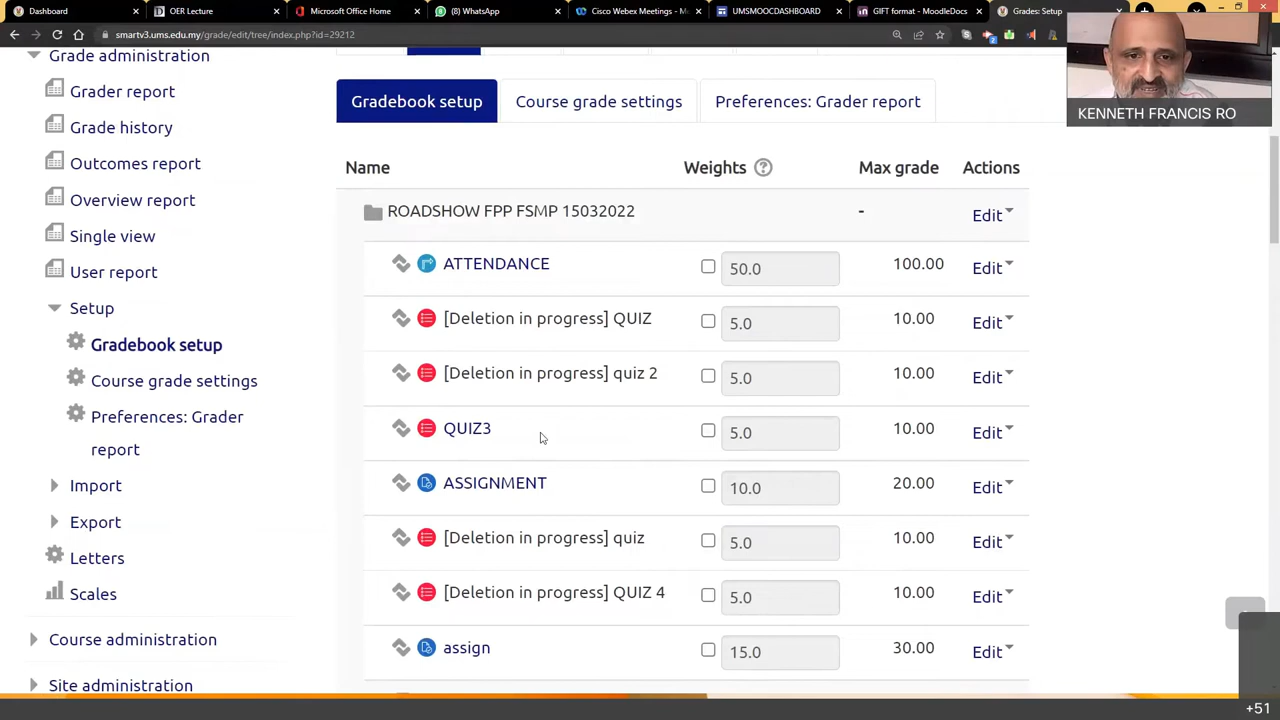 Dashboard
OER Lecture
Microsoft Office Home
(8) WhatsApp
Cisco Webex Meetings - M
UMSMOOCDASHBOARD
GIFT format - MoodleDocs
Grades: Setup
smartv3.ums.edu.my/grade/edit/tree/index.php?id=29212
KENNETH FRANCIS RO
Grade administration
Grader report
Grade history
Outcomes report
Overview report
Single view
User report
Setup
Gradebook setup
Course grade settings
Preferences: Grader
report
Import
Export
Letters
Scales
Course administration
Site administration
Gradebook setup Course grade settings Preferences: Grader report
Name Weights ? Max grade Actions
ROADSHOW FPP FSMP 15032022 - Edit
ATTENDANCE 50.0 100.00 Edit
[Deletion in progress] QUIZ 5.0 10.00 Edit
[Deletion in progress] quiz 2 5.0 10.00 Edit
QUIZ3 5.0 10.00 Edit
ASSIGNMENT 10.0 20.00 Edit
[Deletion in progress] quiz 5.0 10.00 Edit
[Deletion in progress] QUIZ 4 5.0 10.00 Edit
assign 15.0 30.00 Edit
+51